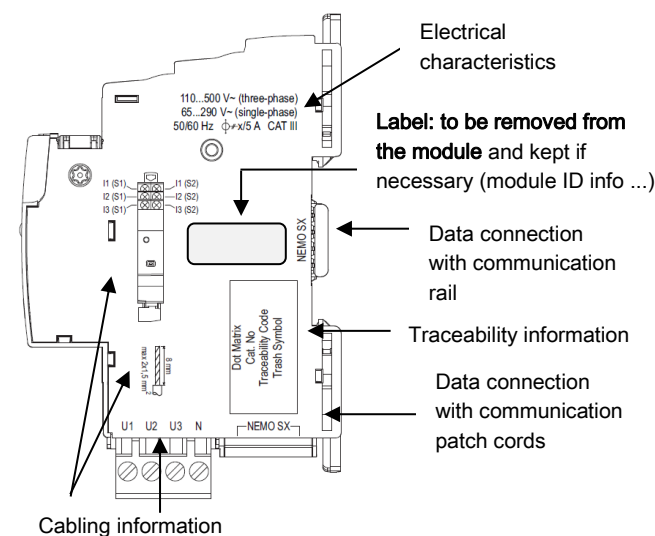 Electrical
characteristics
110...500 V~ (three-phase)
65...290 V~ (single-phase)
50/60 Hz ϕ≁x/5 A CAT III
Label: to be removed from
the module and kept if
necessary (module ID info ...)
I1 (S1) I1 (S2)
I2 (S1) I2 (S2)
I3 (S1) I3 (S2)
NEMO SX
Data connection
with communication
rail
Dot Matrix
Cat. No
Traceability Code
Trash Symbol
Traceability information
8 mm
max 2x1,5 mm²
Data connection
with communication
patch cords
U1 U2 U3 N
NEMO SX
Cabling information